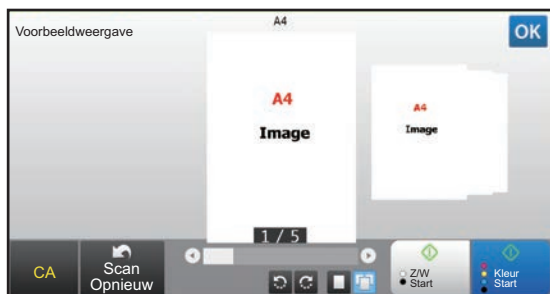 Voorbeeldweergave
A4
OK
A4
Image
A4
Image
1 / 5
CA
Scan
Opnieuw
Z/W
Start
Kleur
Start